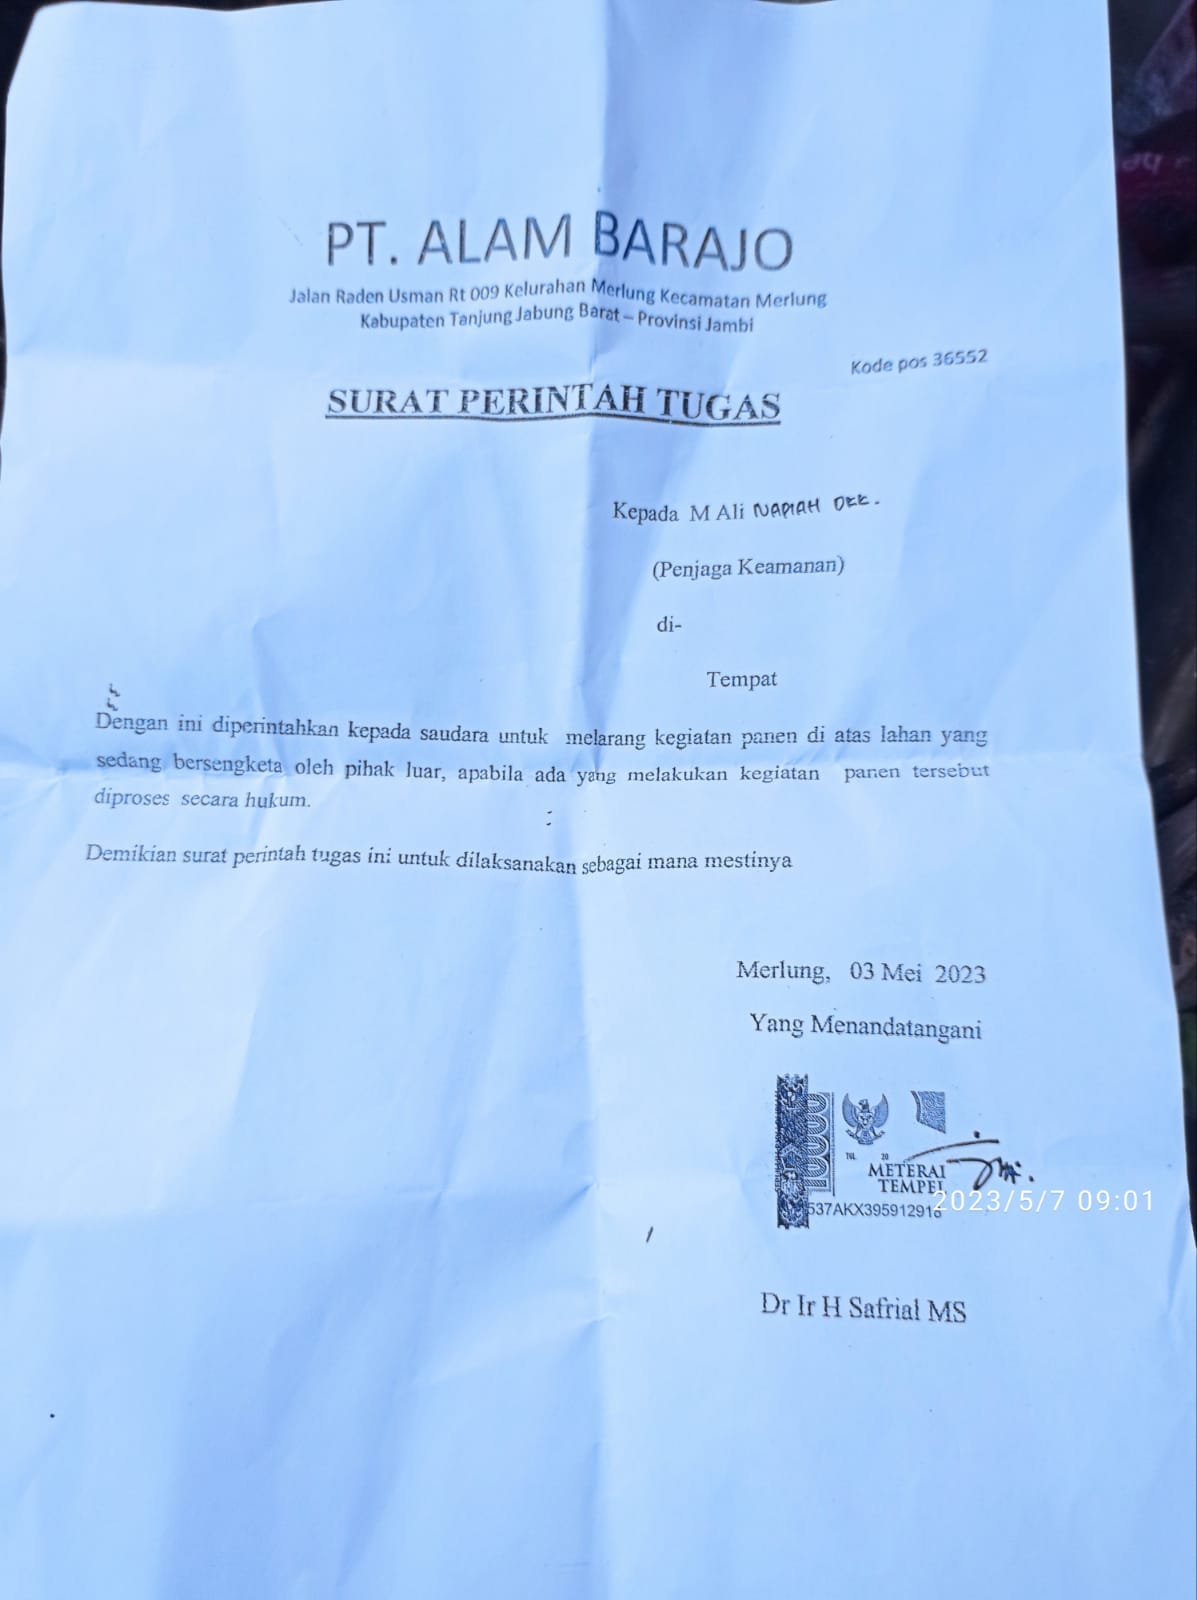 PT. ALAM BARAJO
Jalan Raden Usman Rt 009 Kelurahan Merlung Kecamatan Merlung
Kabupaten Tanjung Jabung Barat – Provinsi Jambi
Kode pos 36552
SURAT PERINTAH TUGAS
Kepada M Ali NAPIAH DKK.
(Penjaga Keamanan)
di-
Tempat
Dengan ini diperintahkan kepada saudara untuk melarang kegiatan panen di atas lahan yang
sedang bersengketa oleh pihak luar, apabila ada yang melakukan kegiatan panen tersebut
diproses secara hukum.
Demikian surat perintah tugas ini untuk dilaksanakan sebagai mana mestinya
Merlung, 03 Mei 2023
Yang Menandatangani
10000
TGL 20
METERAI
TEMPEL
2023/5/7 09:01
537AKX395912916
Dr Ir H Safrial MS